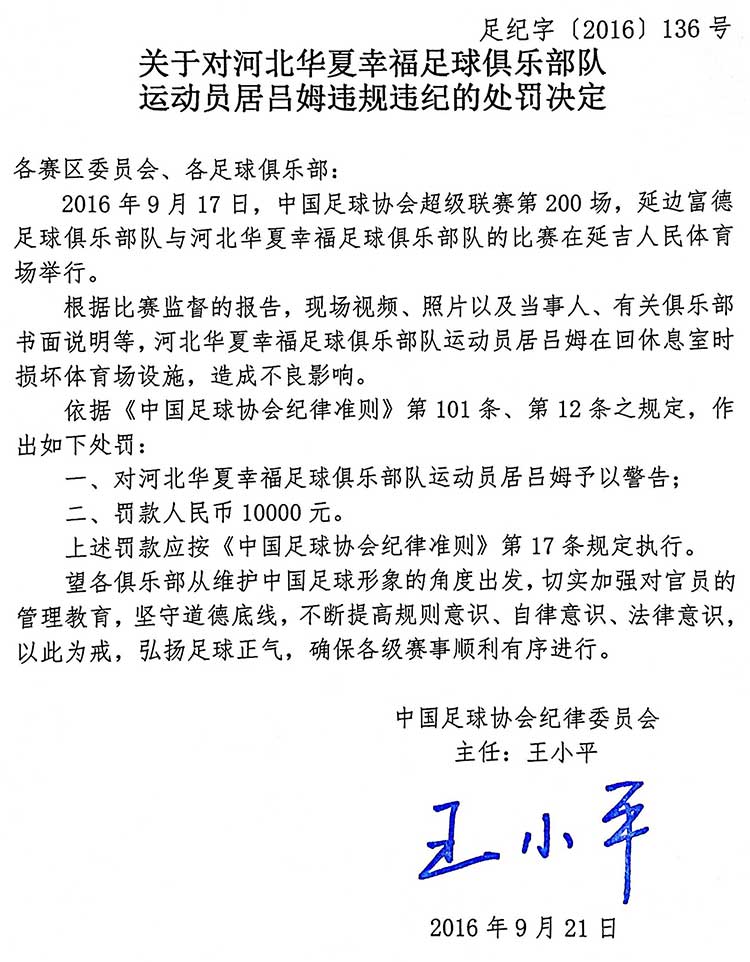 足纪字〔2016〕136号
关于对河北华夏幸福足球俱乐部队
运动员居吕姆违规违纪的处罚决定
各赛区委员会、各足球俱乐部：
2016年9月17日，中国足球协会超级联赛第200场，延边富德
足球俱乐部队与河北华夏幸福足球俱乐部队的比赛在延吉人民体育
场举行。
根据比赛监督的报告，现场视频、照片以及当事人、有关俱乐部
书面说明等，河北华夏幸福足球俱乐部队运动员居吕姆在回休息室时
损坏体育场设施，造成不良影响。
依据《中国足球协会纪律准则》第101条、第12条之规定，作
出如下处罚：
一、对河北华夏幸福足球俱乐部队运动员居吕姆予以警告；
二、罚款人民币10000元。
上述罚款应按《中国足球协会纪律准则》第17条规定执行。
望各俱乐部从维护中国足球形象的角度出发，切实加强对官员的
管理教育，坚守道德底线，不断提高规则意识、自律意识、法律意识，
以此为戒，弘扬足球正气，确保各级赛事顺利有序进行。
中国足球协会纪律委员会
主任：王小平
王小平
2016年9月21日